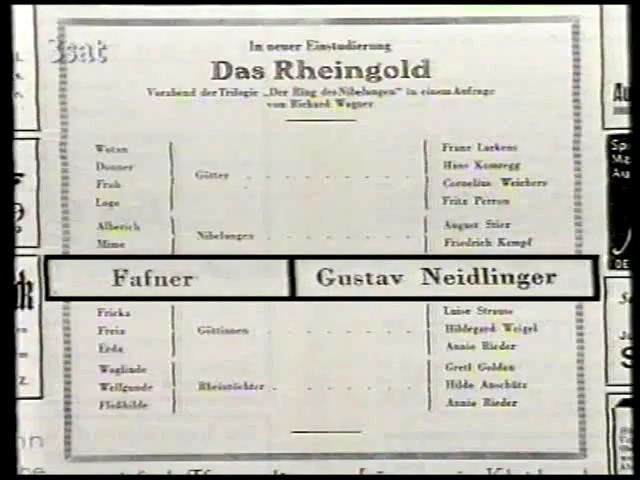 3sat
In neuer Einstudierung
Das Rheingold
Vorabend der Trilogie „Der Ring des Nibelungen" in einem Aufzuge
von Richard Wagner
Wotan
Donner
Froh
Loge
Götter
Franz Larkens
Hans Komregg
Cornelius Weichers
Fritz Perron
Alberich
Mime
Nibelungen
August Stier
Friedrich Kempf
Fafner
Gustav Neidlinger
Fricka
Freia
Erda
Göttinnen
Luise Strauss
Hildegard Weigel
Annie Rieder
Woglinde
Wellgunde
Floßhilde
Rheintöchter
Gretl Goldau
Hilde Anschütz
Annie Rieder